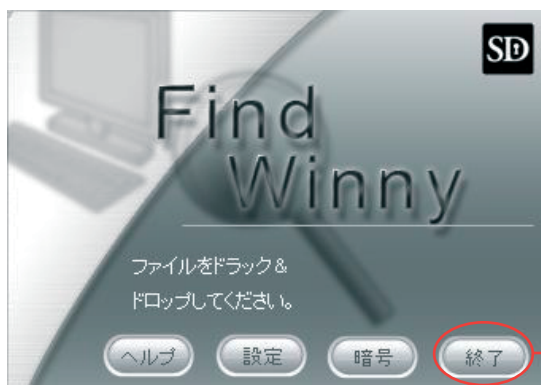 SD
Find
Winny
ファイルをドラック＆
ドロップしてください。
ヘルプ 設定 暗号 終了